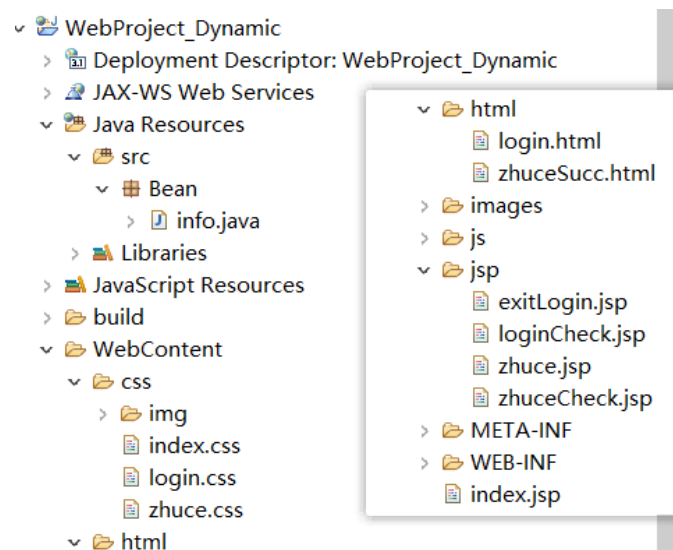 WebProject_Dynamic
Deployment Descriptor: WebProject_Dynamic
JAX-WS Web Services
Java Resources
src
Bean
info.java
Libraries
JavaScript Resources
build
WebContent
css
img
index.css
login.css
zhuce.css
html
html
login.html
zhuceSucc.html
images
js
jsp
exitLogin.jsp
loginCheck.jsp
zhuce.jsp
zhuceCheck.jsp
META-INF
WEB-INF
index.jsp